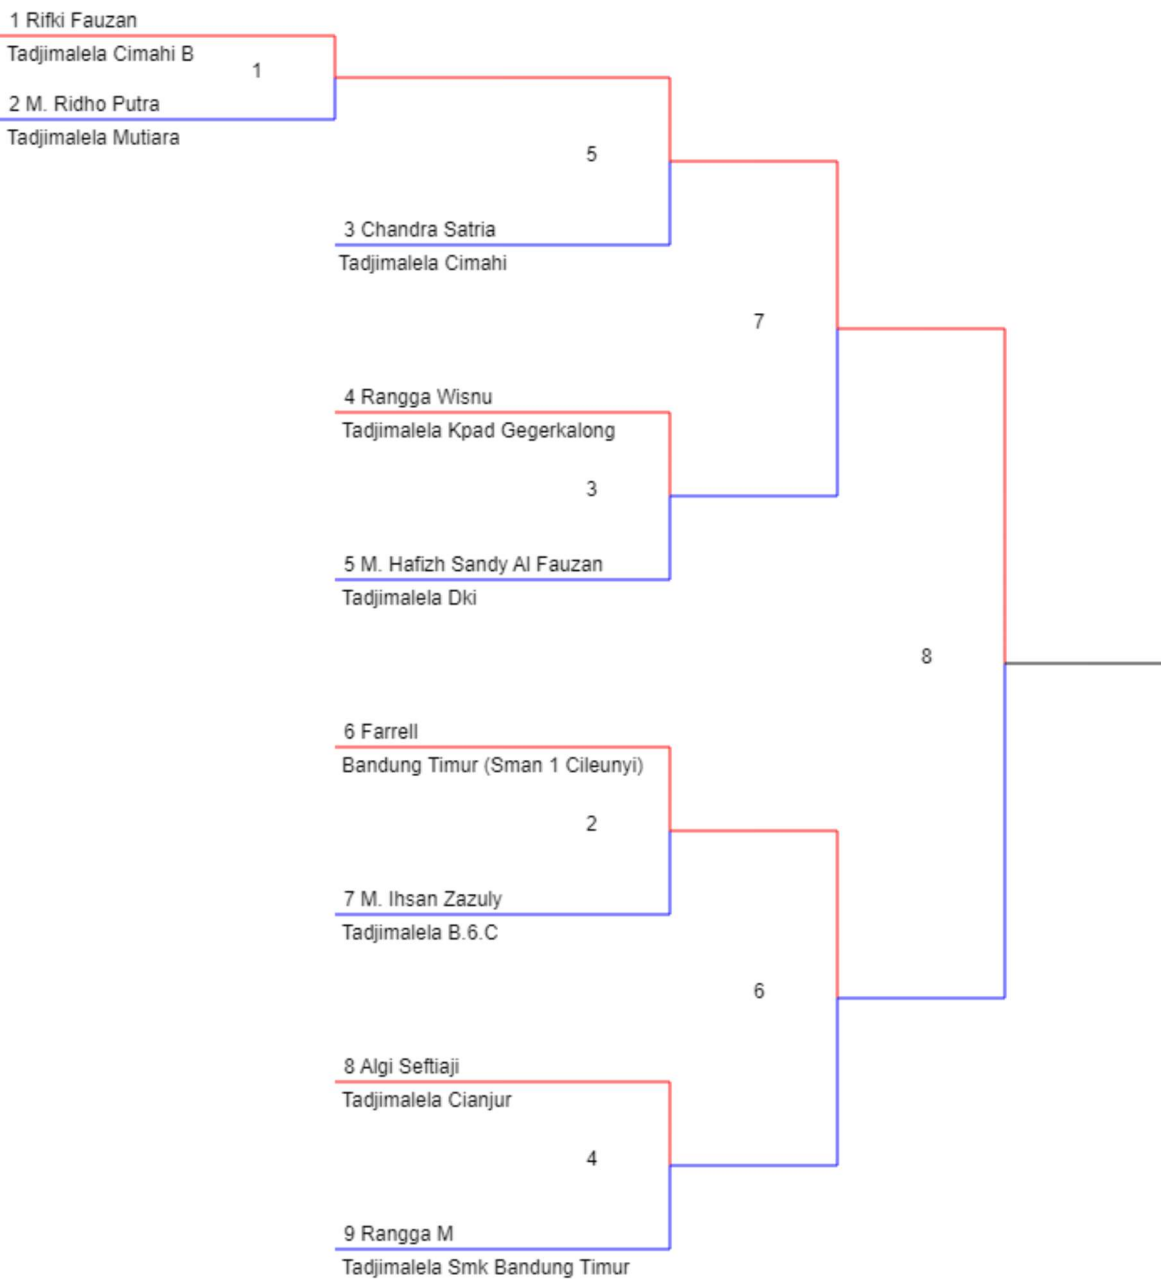 1 Rifki Fauzan
Tadjimalela Cimahi B
1
2 M. Ridho Putra
Tadjimalela Mutiara
5
3 Chandra Satria
Tadjimalela Cimahi
7
4 Rangga Wisnu
Tadjimalela Kpad Gegerkalong
3
5 M. Hafizh Sandy Al Fauzan
Tadjimalela Dki
8
6 Farrell
Bandung Timur (Sman 1 Cileunyi)
2
7 M. Ihsan Zazuly
Tadjimalela B.6.C
6
8 Algi Seftiaji
Tadjimalela Cianjur
4
9 Rangga M
Tadjimalela Smk Bandung Timur